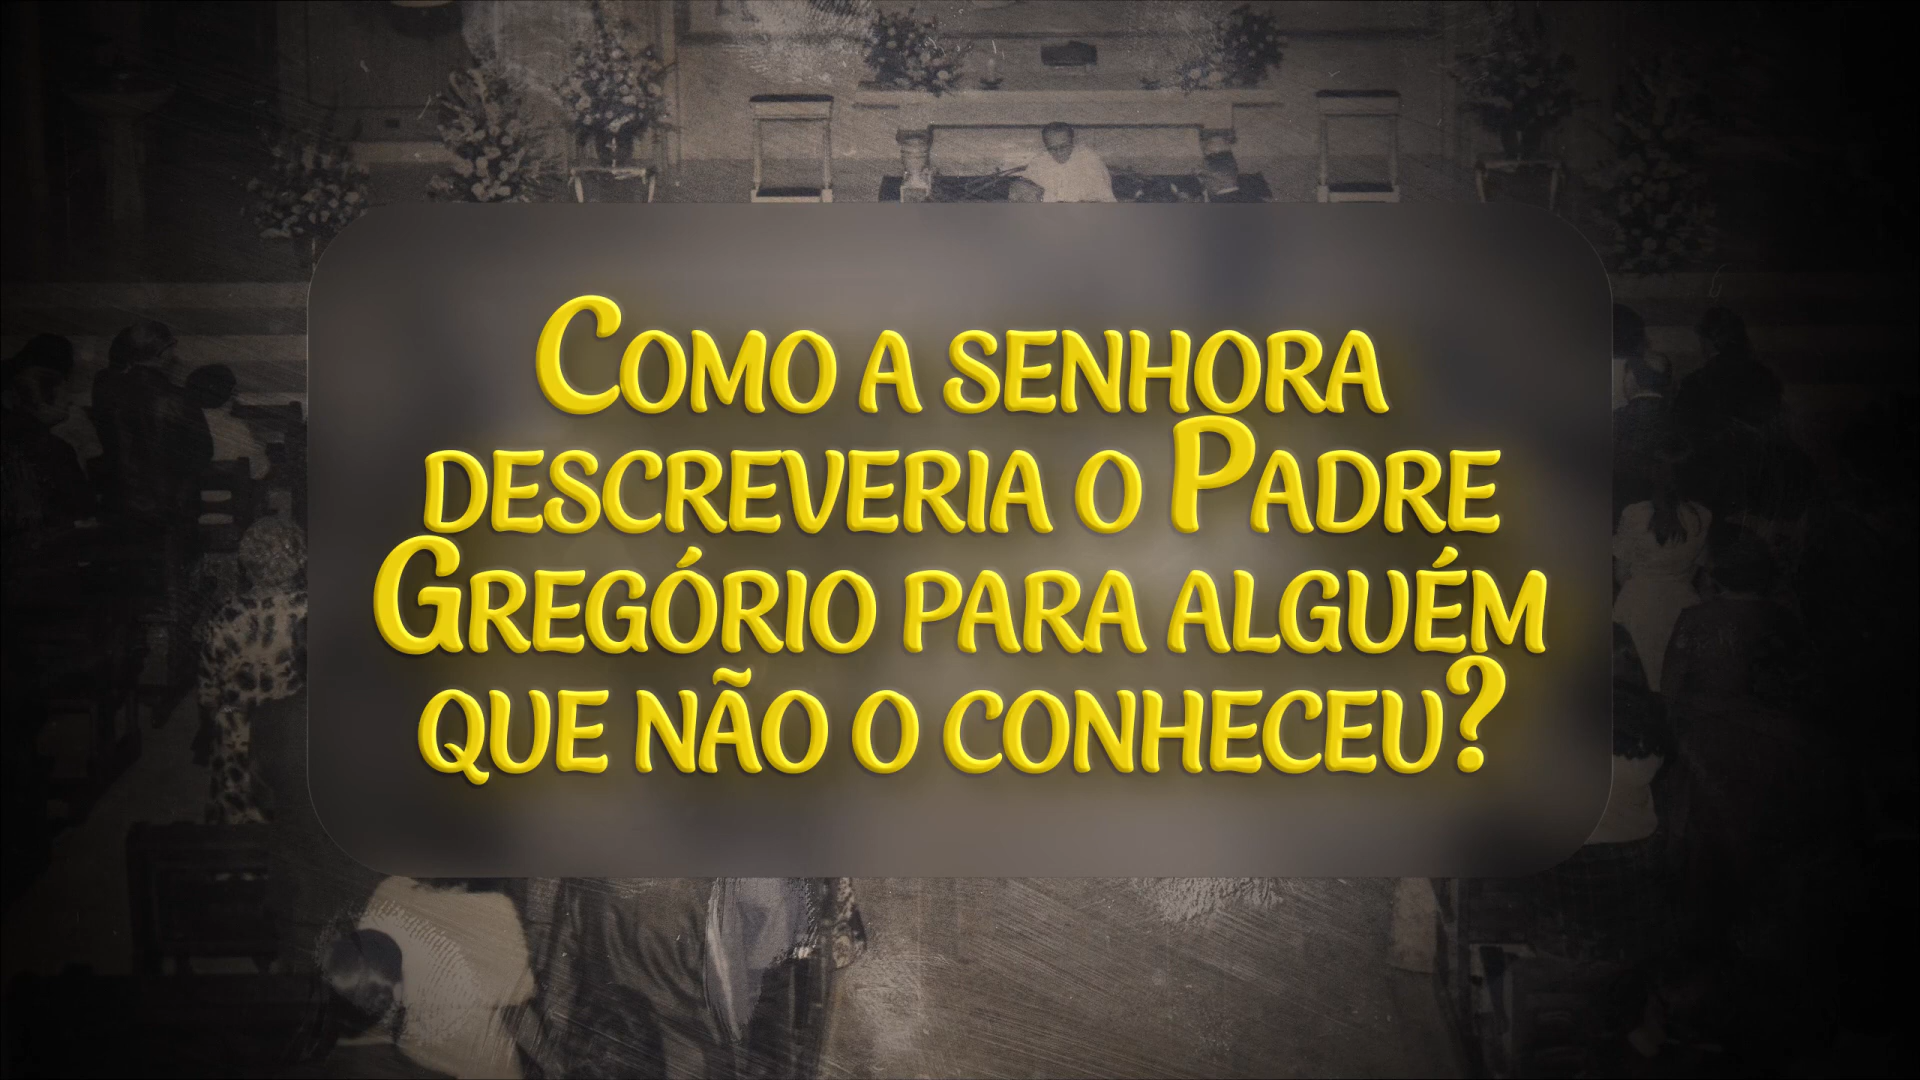 Como a senhora
descreveria o Padre
Gregório para alguém
que não o conheceu?